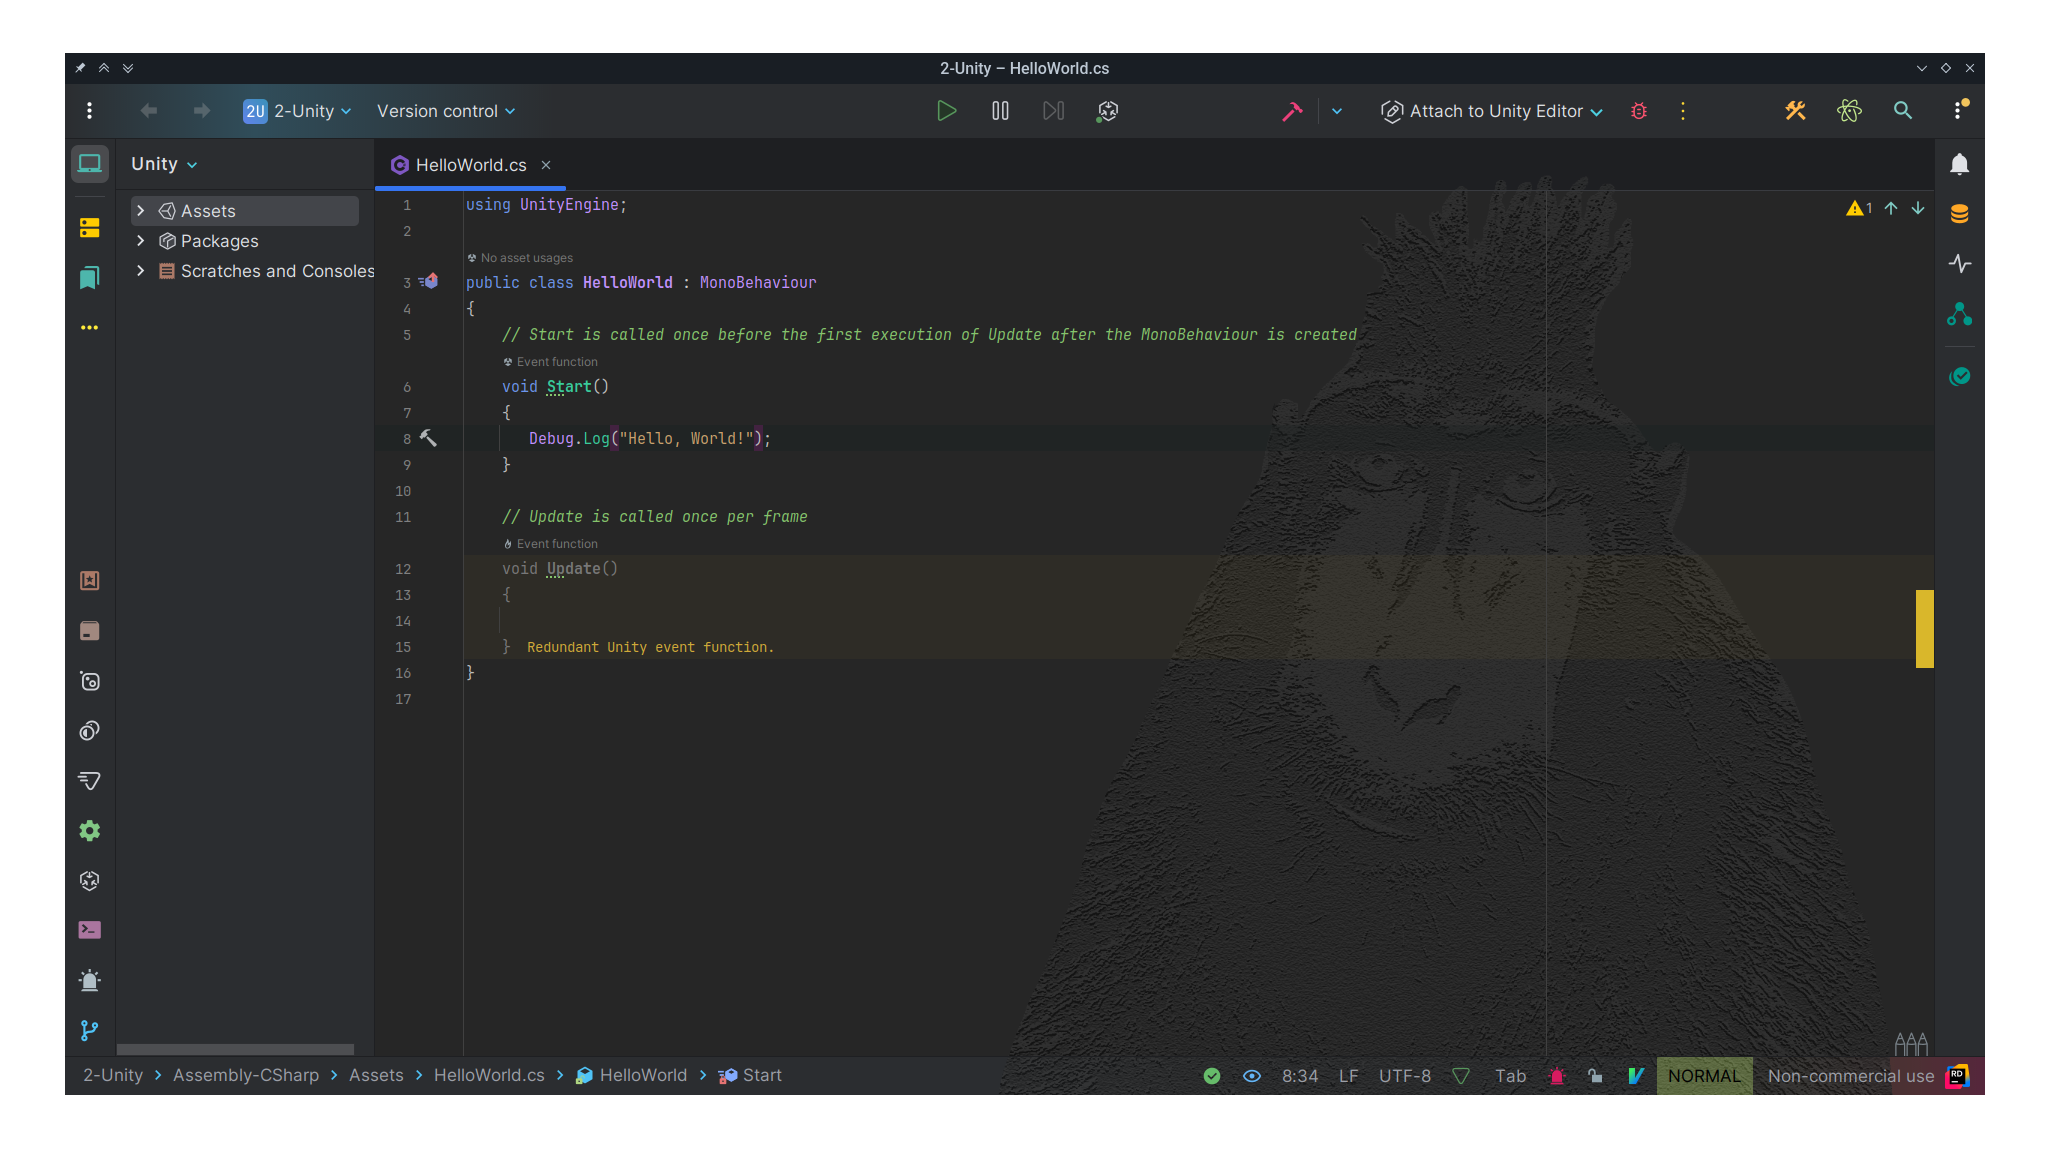 2-Unity – HelloWorld.cs
2U 2-Unity Version control Attach to Unity Editor
Unity
HelloWorld.cs
Assets
Packages
Scratches and Consoles
1
1 using UnityEngine;
2
No asset usages
3 public class HelloWorld : MonoBehaviour
4 {
5 // Start is called once before the first execution of Update after the MonoBehaviour is created
Event function
6 void Start()
7 {
8 Debug.Log("Hello, World!");
9 }
10
11 // Update is called once per frame
Event function
12 void Update()
13 {
14
15 } Redundant Unity event function.
16 }
17
2-Unity > Assembly-CSharp > Assets > HelloWorld.cs > HelloWorld > Start
8:34 LF UTF-8 Tab NORMAL Non-commercial use RD